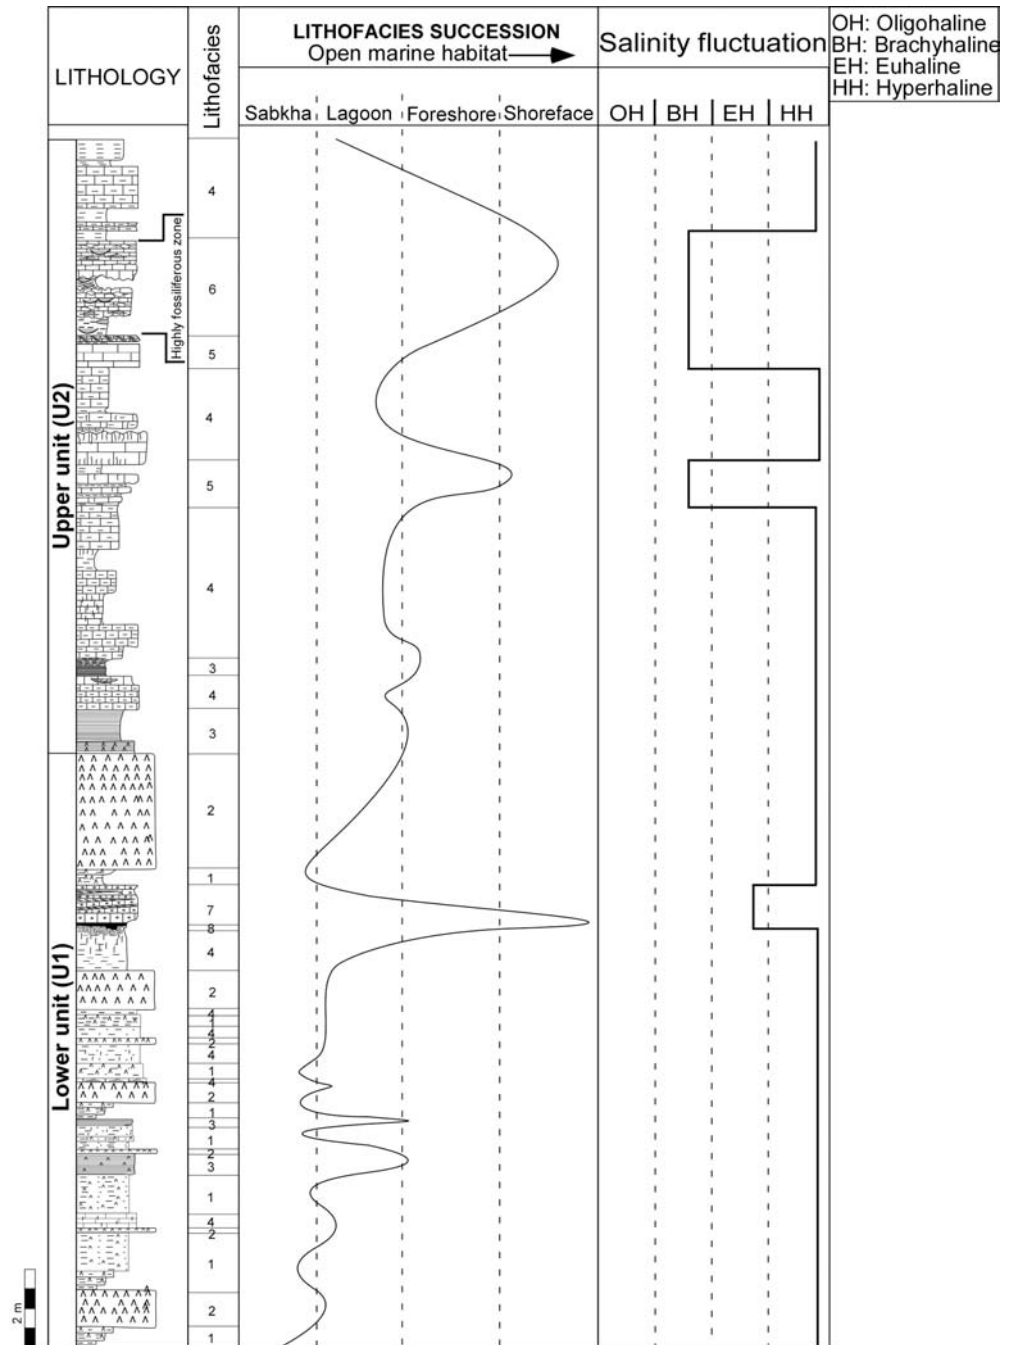 LITHOLOGY
Lithofacies
LITHOFACIES SUCCESSION
Open marine habitat
Sabkha
Lagoon
Foreshore
Shoreface
Salinity fluctuation
OH
BH
EH
HH
OH: Oligohaline
BH: Brachyhaline
EH: Euhaline
HH: Hyperhaline
Upper unit (U2)
Highly fossiliferous zone
Lower unit (U1)
2 m
4
6
5
4
5
4
3
4
3
2
1
7
8
4
2
4
1
4
2
4
1
4
2
1
3
1
2
3
1
4
2
1
2
1